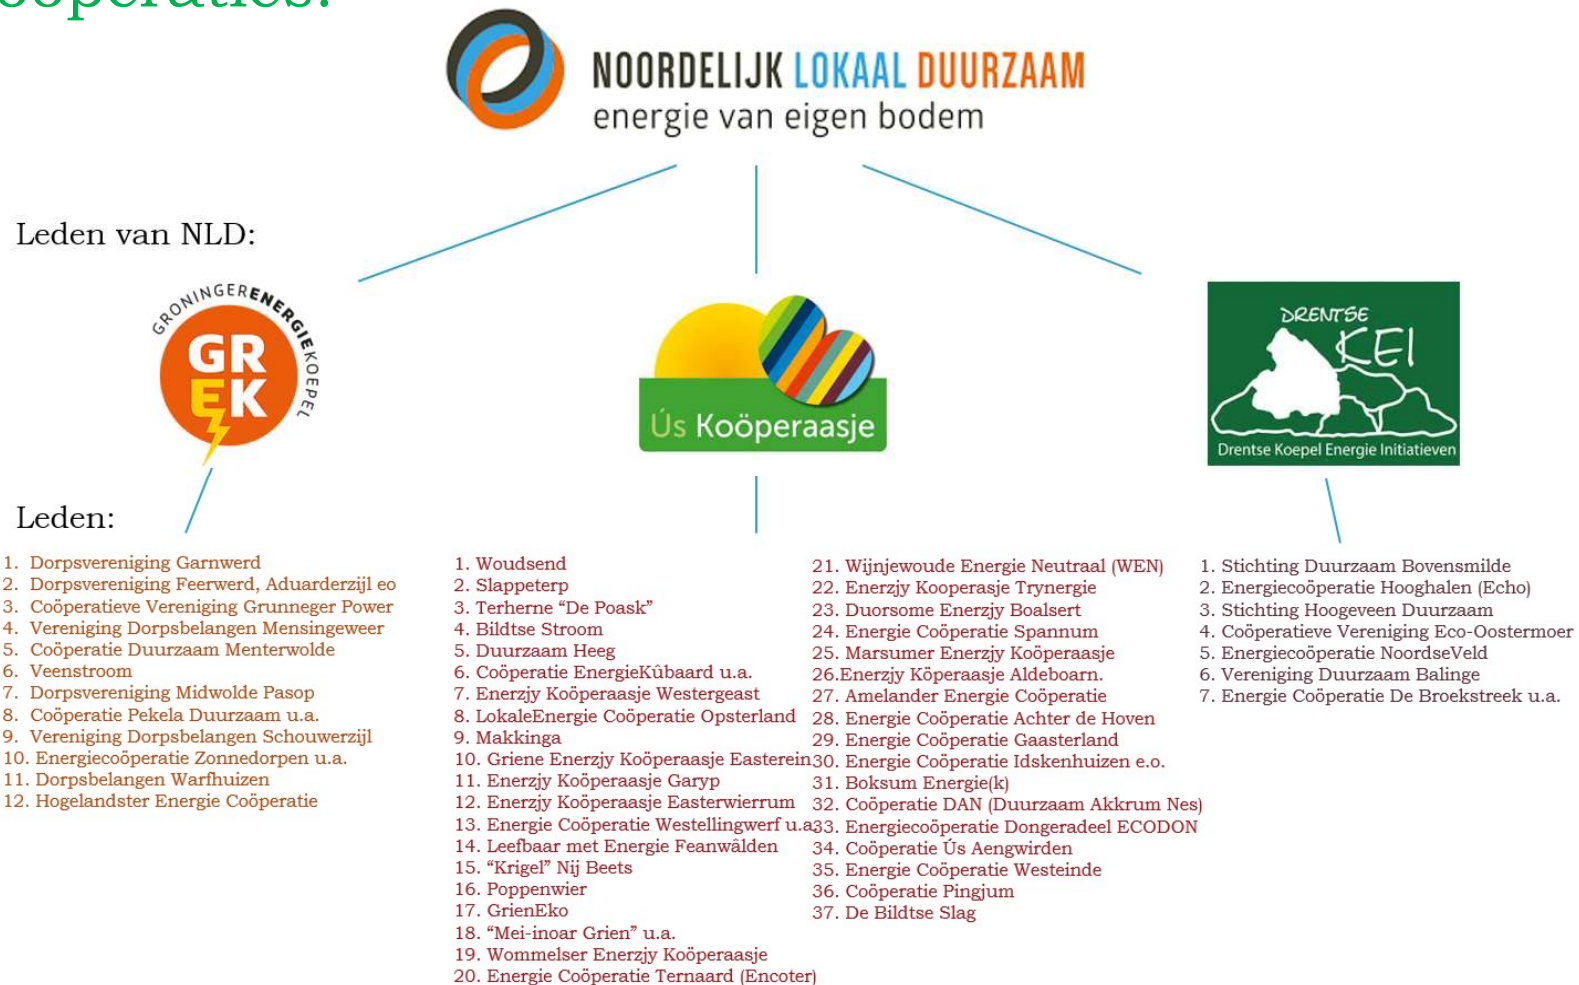 oöperaties:
NOORDELIJK LOKAAL DUURZAAM
energie van eigen bodem
Leden van NLD:
GRONINGERENERGIEKOEPEL
GR
EK
Ús Koöperaasje
DRENTSE
KEI
Drentse Koepel Energie Initiatieven
Leden:
1. Dorpsvereniging Garnwerd
2. Dorpsvereniging Feerwerd, Aduarderzijl eo
3. Coöperatieve Vereniging Grunneger Power
4. Vereniging Dorpsbelangen Mensingeweer
5. Coöperatie Duurzaam Menterwolde
6. Veenstroom
7. Dorpsvereniging Midwolde Pasop
8. Coöperatie Pekela Duurzaam u.a.
9. Vereniging Dorpsbelangen Schouwerzijl
10. Energiecoöperatie Zonnedorpen u.a.
11. Dorpsbelangen Warfhuizen
12. Hogelandster Energie Coöperatie
1. Woudsend
2. Slappeterp
3. Terherne “De Poask”
4. Bildtse Stroom
5. Duurzaam Heeg
6. Coöperatie EnergieKûbaard u.a.
7. Enerzjy Koöperaasje Westergeast
8. LokaleEnergie Coöperatie Opsterland
9. Makkinga
10. Griene Enerzjy Koöperaasje Easterein
11. Enerzjy Koöperaasje Garyp
12. Enerzjy Koöperaasje Easterwierrum
13. Energie Coöperatie Westellingwerf u.a
14. Leefbaar met Energie Feanwâlden
15. “Krigel” Nij Beets
16. Poppenwier
17. GrienEko
18. “Mei-inoar Grien” u.a.
19. Wommelser Enerzjy Koöperaasje
20. Energie Coöperatie Ternaard (Encoter)
21. Wijnjewoude Energie Neutraal (WEN)
22. Enerzjy Kooperasje Trynergie
23. Duorsome Enerzjy Boalsert
24. Energie Coöperatie Spannum
25. Marsumer Enerzjy Koöperaasje
26.Enerzjy Köperaasje Aldeboarn.
27. Amelander Energie Coöperatie
28. Energie Coöperatie Achter de Hoven
29. Energie Coöperatie Gaasterland
30. Energie Coöperatie Idskenhuizen e.o.
31. Boksum Energie(k)
32. Coöperatie DAN (Duurzaam Akkrum Nes)
33. Energiecoöperatie Dongeradeel ECODON
34. Coöperatie Ús Aengwirden
35. Energie Coöperatie Westeinde
36. Coöperatie Pingjum
37. De Bildtse Slag
1. Stichting Duurzaam Bovensmilde
2. Energiecoöperatie Hooghalen (Echo)
3. Stichting Hoogeveen Duurzaam
4. Coöperatieve Vereniging Eco-Oostermoer
5. Energiecoöperatie NoordseVeld
6. Vereniging Duurzaam Balinge
7. Energie Coöperatie De Broekstreek u.a.